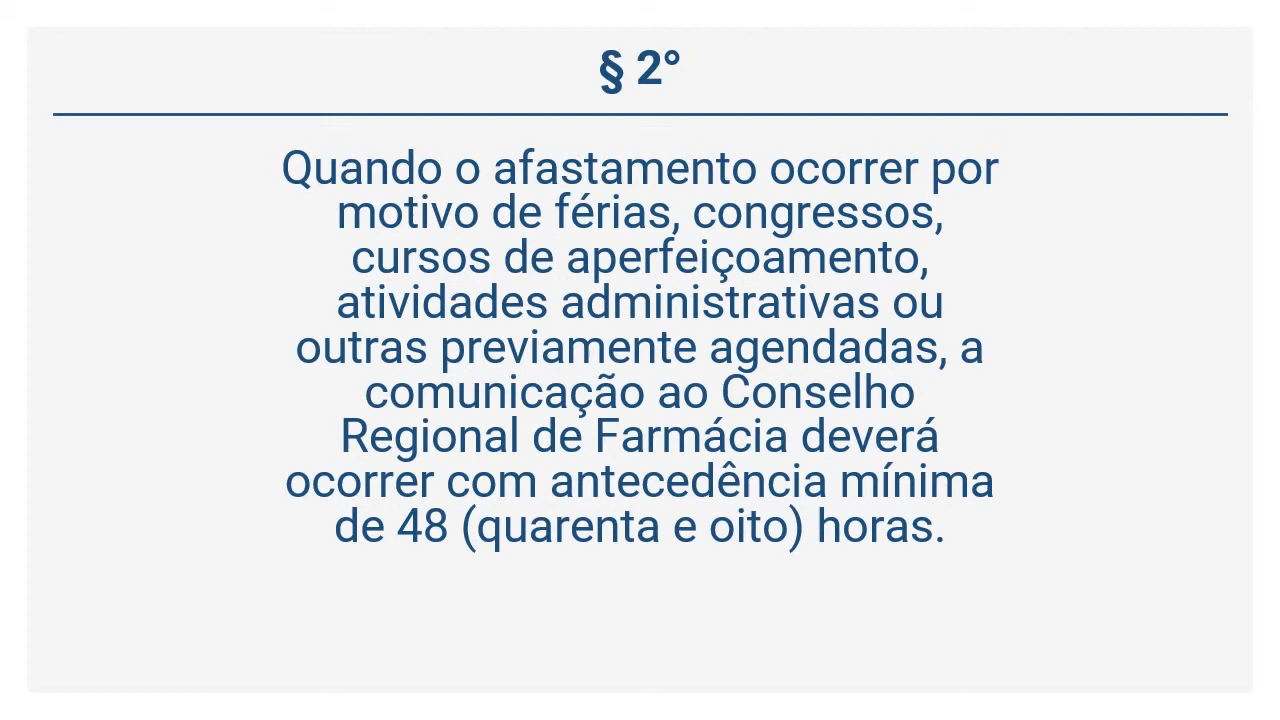 § 2°
Quando o afastamento ocorrer por
motivo de férias, congressos,
cursos de aperfeiçoamento,
atividades administrativas ou
outras previamente agendadas, a
comunicação ao Conselho
Regional de Farmácia deverá
ocorrer com antecedência mínima
de 48 (quarenta e oito) horas.